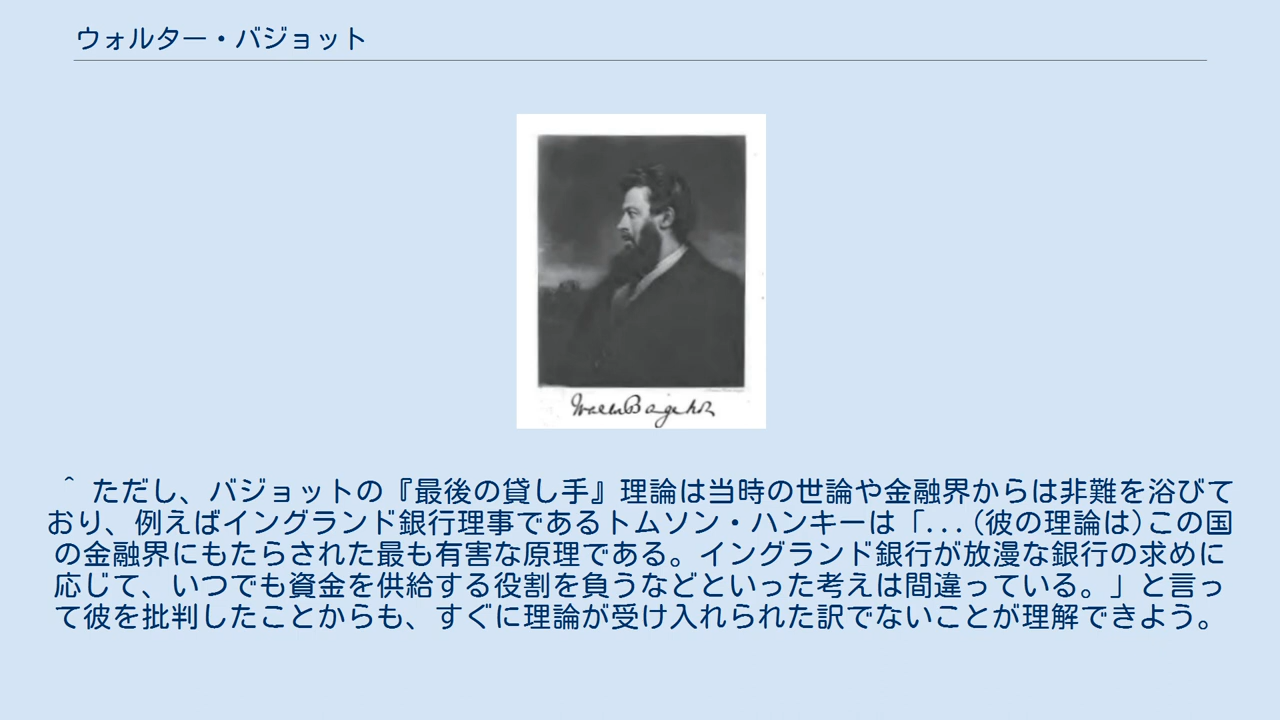 ウォルター・バジョット
Walter Bagehot
^ ただし、バジョットの『最後の貸し手』理論は当時の世論や金融界からは非難を浴びて
おり、例えばイングランド銀行理事であるトムソン・ハンキーは「...(彼の理論は)この国
の金融界にもたらされた最も有害な原理である。イングランド銀行が放漫な銀行の求めに
応じて、いつでも資金を供給する役割を負うなどといった考えは間違っている。」と言っ
て彼を批判したことからも、すぐに理論が受け入れられた訳でないことが理解できよう。